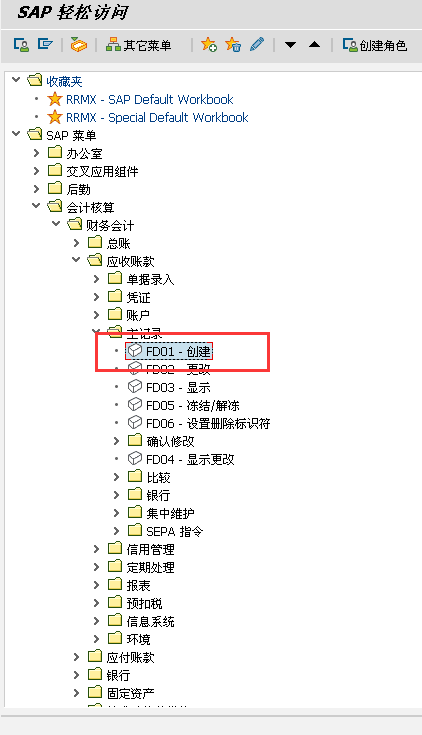 SAP 轻松访问
其它菜单 创建角色
收藏夹
RRMX - SAP Default Workbook
RRMX - Special Default Workbook
SAP 菜单
办公室
交叉应用组件
后勤
会计核算
财务会计
总账
应收账款
单据录入
凭证
账户
主记录
FD01 - 创建
FD02 - 更改
FD03 - 显示
FD05 - 冻结/解冻
FD06 - 设置删除标识符
确认修改
FD04 - 显示更改
比较
银行
集中维护
SEPA 指令
信用管理
定期处理
报表
预扣税
信息系统
环境
应付账款
银行
固定资产